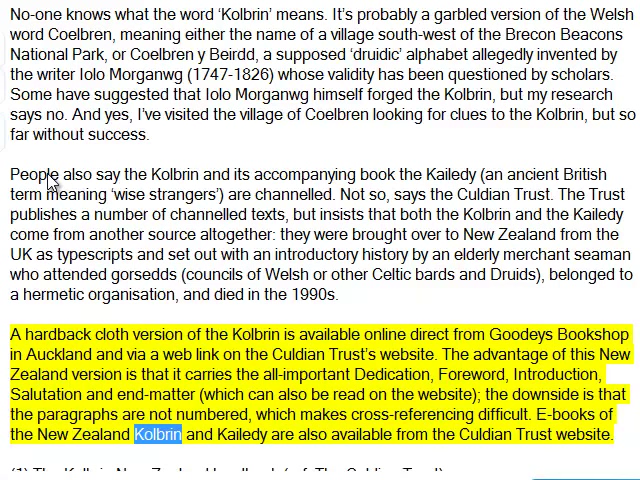 No-one knows what the word ‘Kolbrin’ means. It’s probably a garbled version of the Welsh
word Coelbren, meaning either the name of a village south-west of the Brecon Beacons
National Park, or Coelbren y Beirdd, a supposed ‘druidic’ alphabet allegedly invented by
the writer Iolo Morganwg (1747-1826) whose validity has been questioned by scholars.
Some have suggested that Iolo Morganwg himself forged the Kolbrin, but my research
says no. And yes, I’ve visited the village of Coelbren looking for clues to the Kolbrin, but so
far without success.
People also say the Kolbrin and its accompanying book the Kailedy (an ancient British
term meaning ‘wise strangers’) are channelled. Not so, says the Culdian Trust. The Trust
publishes a number of channelled texts, but insists that both the Kolbrin and the Kailedy
come from another source altogether: they were brought over to New Zealand from the
UK as typescripts and set out with an introductory history by an elderly merchant seaman
who attended gorsedds (councils of Welsh or other Celtic bards and Druids), belonged to
a hermetic organisation, and died in the 1990s.
A hardback cloth version of the Kolbrin is available online direct from Goodeys Bookshop
in Auckland and via a web link on the Culdian Trust’s website. The advantage of this New
Zealand version is that it carries the all-important Dedication, Foreword, Introduction,
Salutation and end-matter (which can also be read on the website); the downside is that
the paragraphs are not numbered, which makes cross-referencing difficult. E-books of
the New Zealand Kolbrin and Kailedy are also available from the Culdian Trust website.